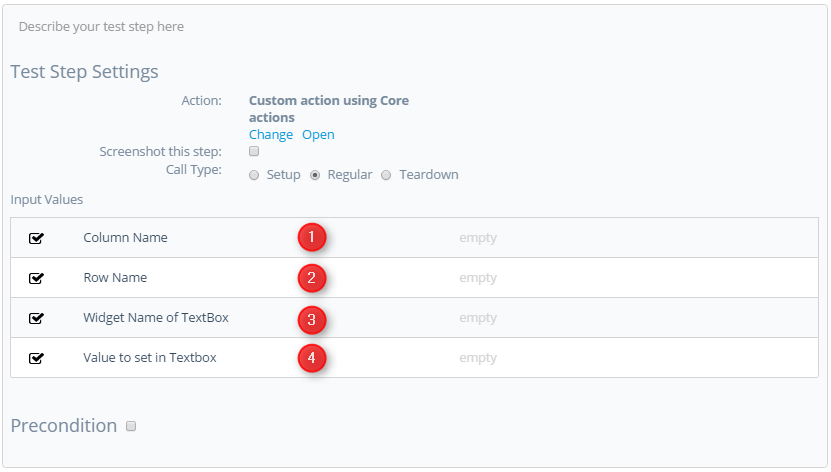 Describe your test step here
Test Step Settings
Action: Custom action using Core
actions
Change Open
Screenshot this step:
Call Type: Setup Regular Teardown
Input Values
Column Name 1 empty
Row Name 2 empty
Widget Name of TextBox 3 empty
Value to set in Textbox 4 empty
Precondition